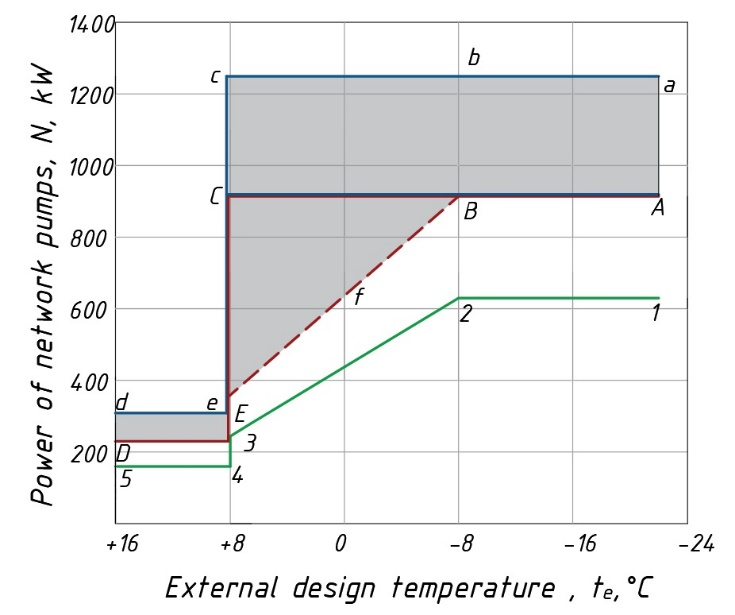 1400
1200
1000
800
600
400
200
Power of network pumps, N, kW
c
b
a
C
B
A
f
2
1
d
e
E
3
D
5
4
+16
+8
0
-8
-16
-24
External design temperature , te,°C